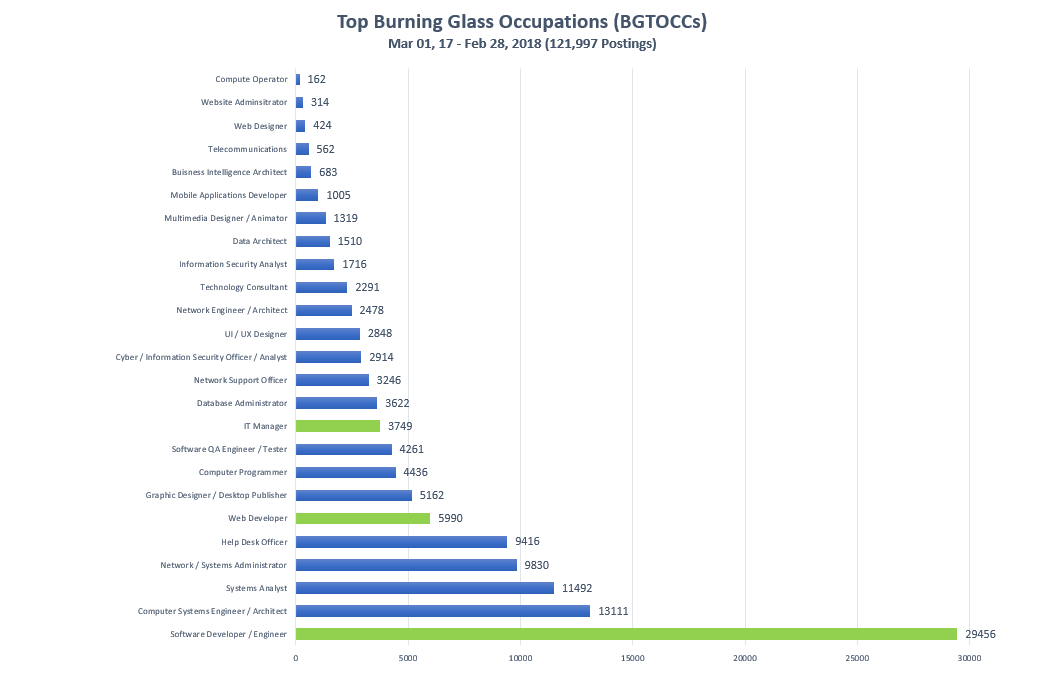 Top Burning Glass Occupations (BGTOCCs)
Mar 01, 17 - Feb 28, 2018 (121,997 Postings)
Compute Operator 162
Website Adminsitrator 314
Web Designer 424
Telecommunications 562
Buisness Intelligence Architect 683
Mobile Applications Developer 1005
Multimedia Designer / Animator 1319
Data Architect 1510
Information Security Analyst 1716
Technology Consultant 2291
Network Engineer / Architect 2478
UI / UX Designer 2848
Cyber / Information Security Officer / Analyst 2914
Network Support Officer 3246
Database Administrator 3622
IT Manager 3749
Software QA Engineer / Tester 4261
Computer Programmer 4436
Graphic Designer / Desktop Publisher 5162
Web Developer 5990
Help Desk Officer 9416
Network / Systems Administrator 9830
Systems Analyst 11492
Computer Systems Engineer / Architect 13111
Software Developer / Engineer 29456
0 5000 10000 15000 20000 25000 30000